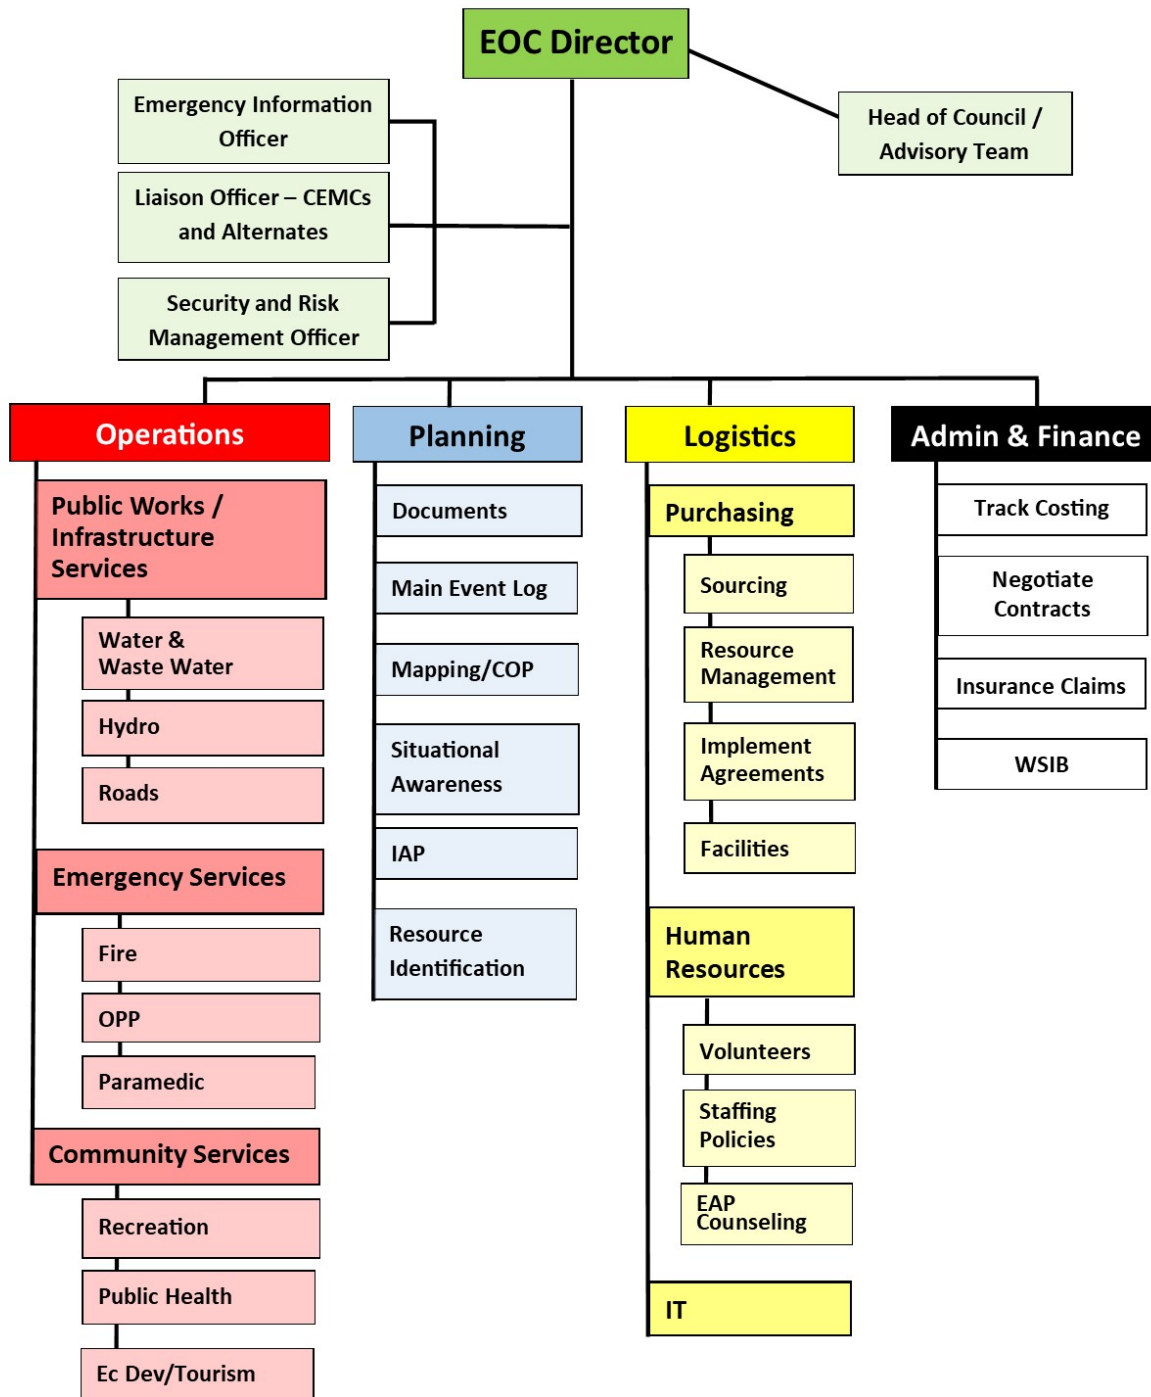 EOC Director
Emergency Information
Officer
Head of Council /
Advisory Team
Liaison Officer – CEMCs
and Alternates
Security and Risk
Management Officer
Operations
Public Works /
Infrastructure
Services
Water &
Waste Water
Hydro
Roads
Emergency Services
Fire
OPP
Paramedic
Community Services
Recreation
Public Health
Ec Dev/Tourism
Planning
Documents
Main Event Log
Mapping/COP
Situational
Awareness
IAP
Resource
Identification
Logistics
Purchasing
Sourcing
Resource
Management
Implement
Agreements
Facilities
Human
Resources
Volunteers
Staffing
Policies
EAP
Counseling
IT
Admin & Finance
Track Costing
Negotiate
Contracts
Insurance Claims
WSIB